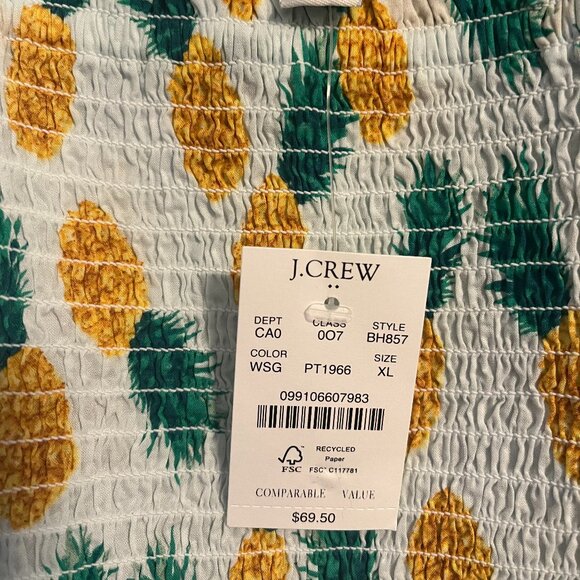 J.CREW
DEPT CLASS STYLE
CA0 0O7 BH857
COLOR SIZE
WSG PT1966 XL
099106607983
RECYCLED
Paper
FSC FSC® C117781
COMPARABLE VALUE
$69.50